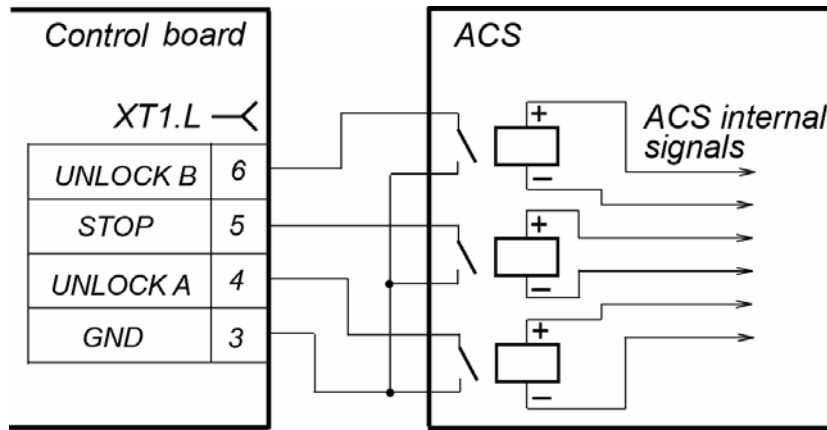 Control board
ACS
XT1.L
ACS internal
signals
UNLOCK B 6
STOP 5
UNLOCK A 4
GND 3
+
−
+
−
+
−